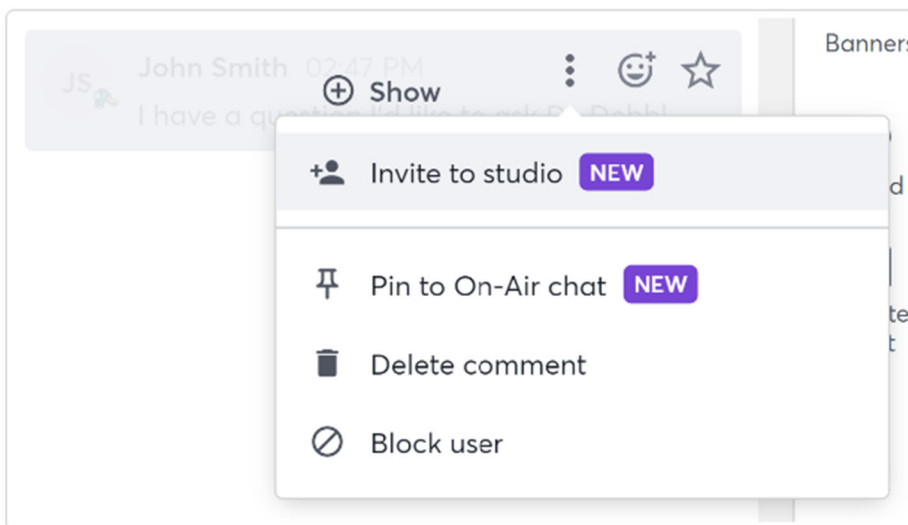 Banners
JS John Smith 02:47 PM
Show
I have a question I'd like to ask
Invite to studio NEW
d
Pin to On-Air chat NEW
te
t
Delete comment
Block user